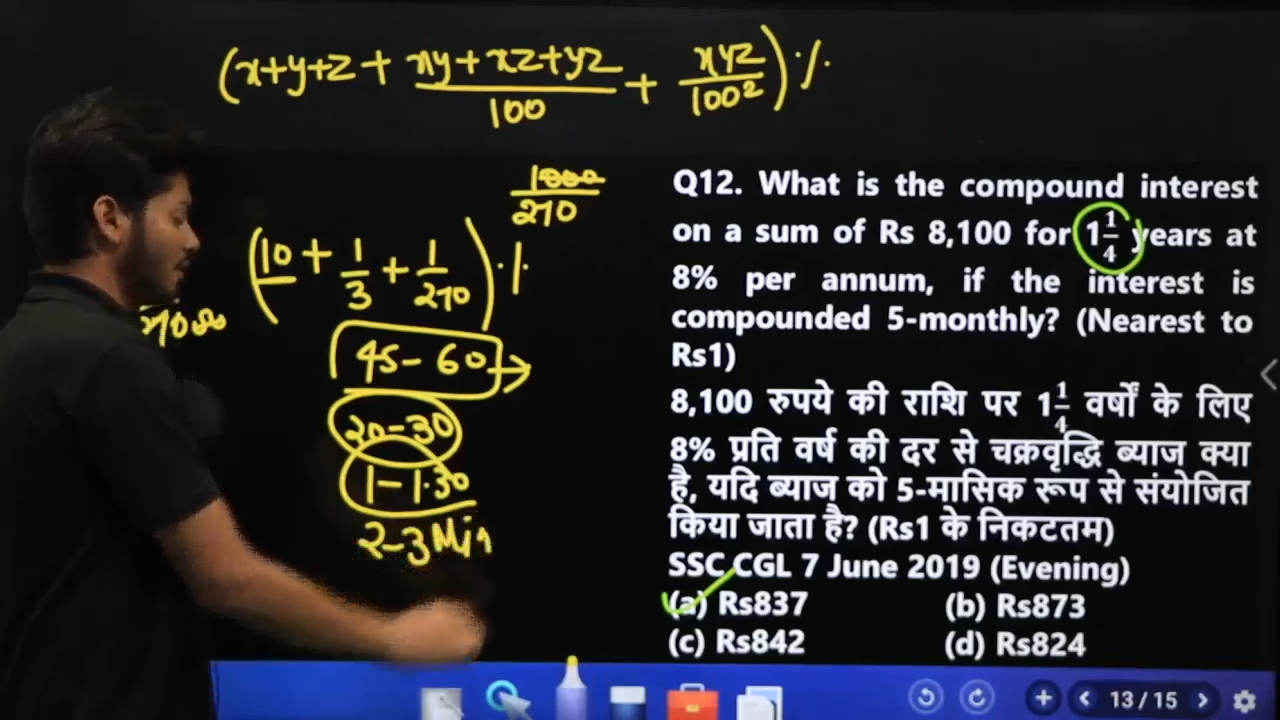 (x+y+z + xy+xz+yz/100 + xyz/100²)·/.
1000/270
(10 + 1/3 + 1/270)·/.
45-60
20-30
1-1.30
2-3 Min
Q12. What is the compound interest
on a sum of Rs 8,100 for 1 1/4 years at
8% per annum, if the interest is
compounded 5-monthly? (Nearest to
Rs1)
8,100 रुपये की राशि पर 1 1/4 वर्षों के लिए
8% प्रति वर्ष की दर से चक्रवृद्धि ब्याज क्या
है, यदि ब्याज को 5-मासिक रूप से संयोजित
किया जाता है? (Rs1 के निकटतम)
SSC CGL 7 June 2019 (Evening)
(a) Rs837 (b) Rs873
(c) Rs842 (d) Rs824
13 / 15